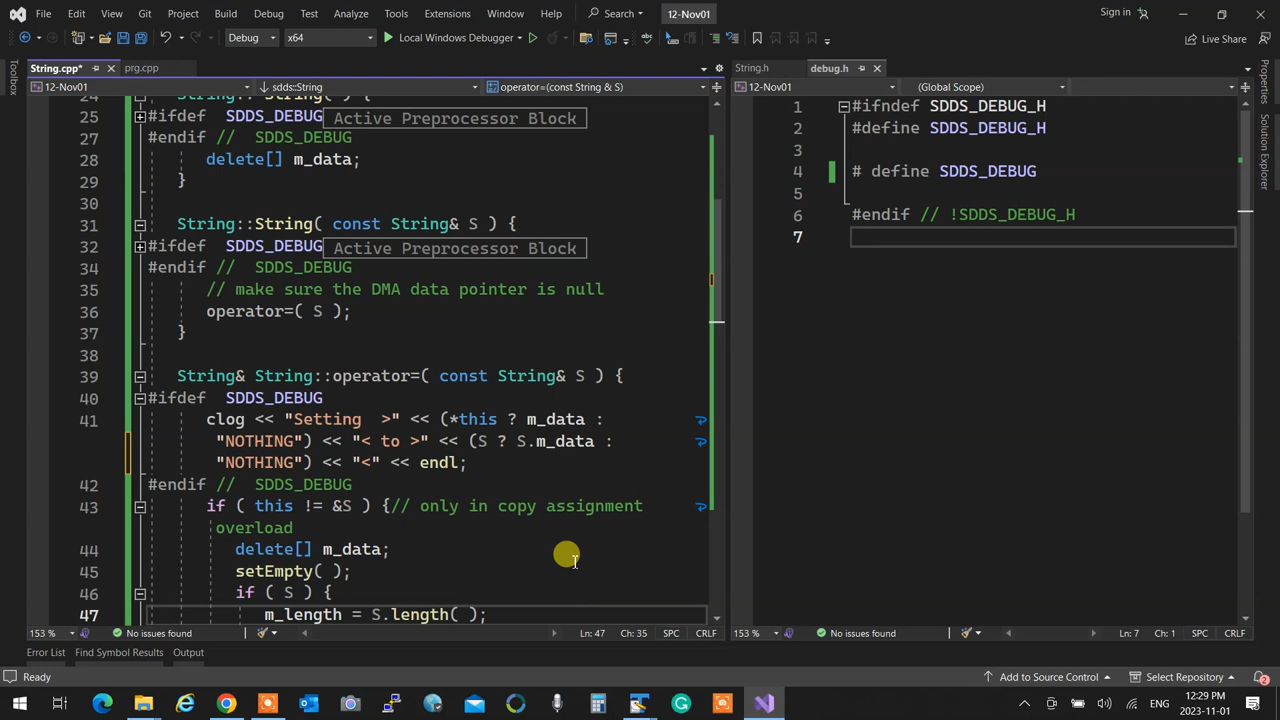 File Edit View Git Project Build Debug Test Analyze Tools Extensions Window Help Search 12-Nov01 Sign in
Debug x64 Local Windows Debugger Live Share
String.cpp* prg.cpp
String.h debug.h
12-Nov01 sdds::String operator=(const String & S)
12-Nov01 (Global Scope)
Toolbox
Properties
Solution Explorer
25 #ifdef SDDS_DEBUG Active Preprocessor Block
27 #endif // SDDS_DEBUG
28 delete[] m_data;
29 }
30
31 String::String( const String& S ) {
32 #ifdef SDDS_DEBUG Active Preprocessor Block
34 #endif // SDDS_DEBUG
35 // make sure the DMA data pointer is null
36 operator=( S );
37 }
38
39 String& String::operator=( const String& S ) {
40 #ifdef SDDS_DEBUG
41 clog << "Setting >" << (*this ? m_data :
"NOTHING") << "< to >" << (S ? S.m_data :
"NOTHING") << "<" << endl;
42 #endif // SDDS_DEBUG
43 if ( this != &S ) {// only in copy assignment
overload
44 delete[] m_data;
45 setEmpty( );
46 if ( S ) {
47 m_length = S.length( );
1 #ifndef SDDS_DEBUG_H
2 #define SDDS_DEBUG_H
3
4 # define SDDS_DEBUG
5
6 #endif // !SDDS_DEBUG_H
7
153 % No issues found Ln: 47 Ch: 35 SPC CRLF
153 % No issues found Ln: 7 Ch: 1 SPC CRLF
Error List Find Symbol Results Output
Ready Add to Source Control Select Repository 2
ENG 12:29 PM
2023-11-01